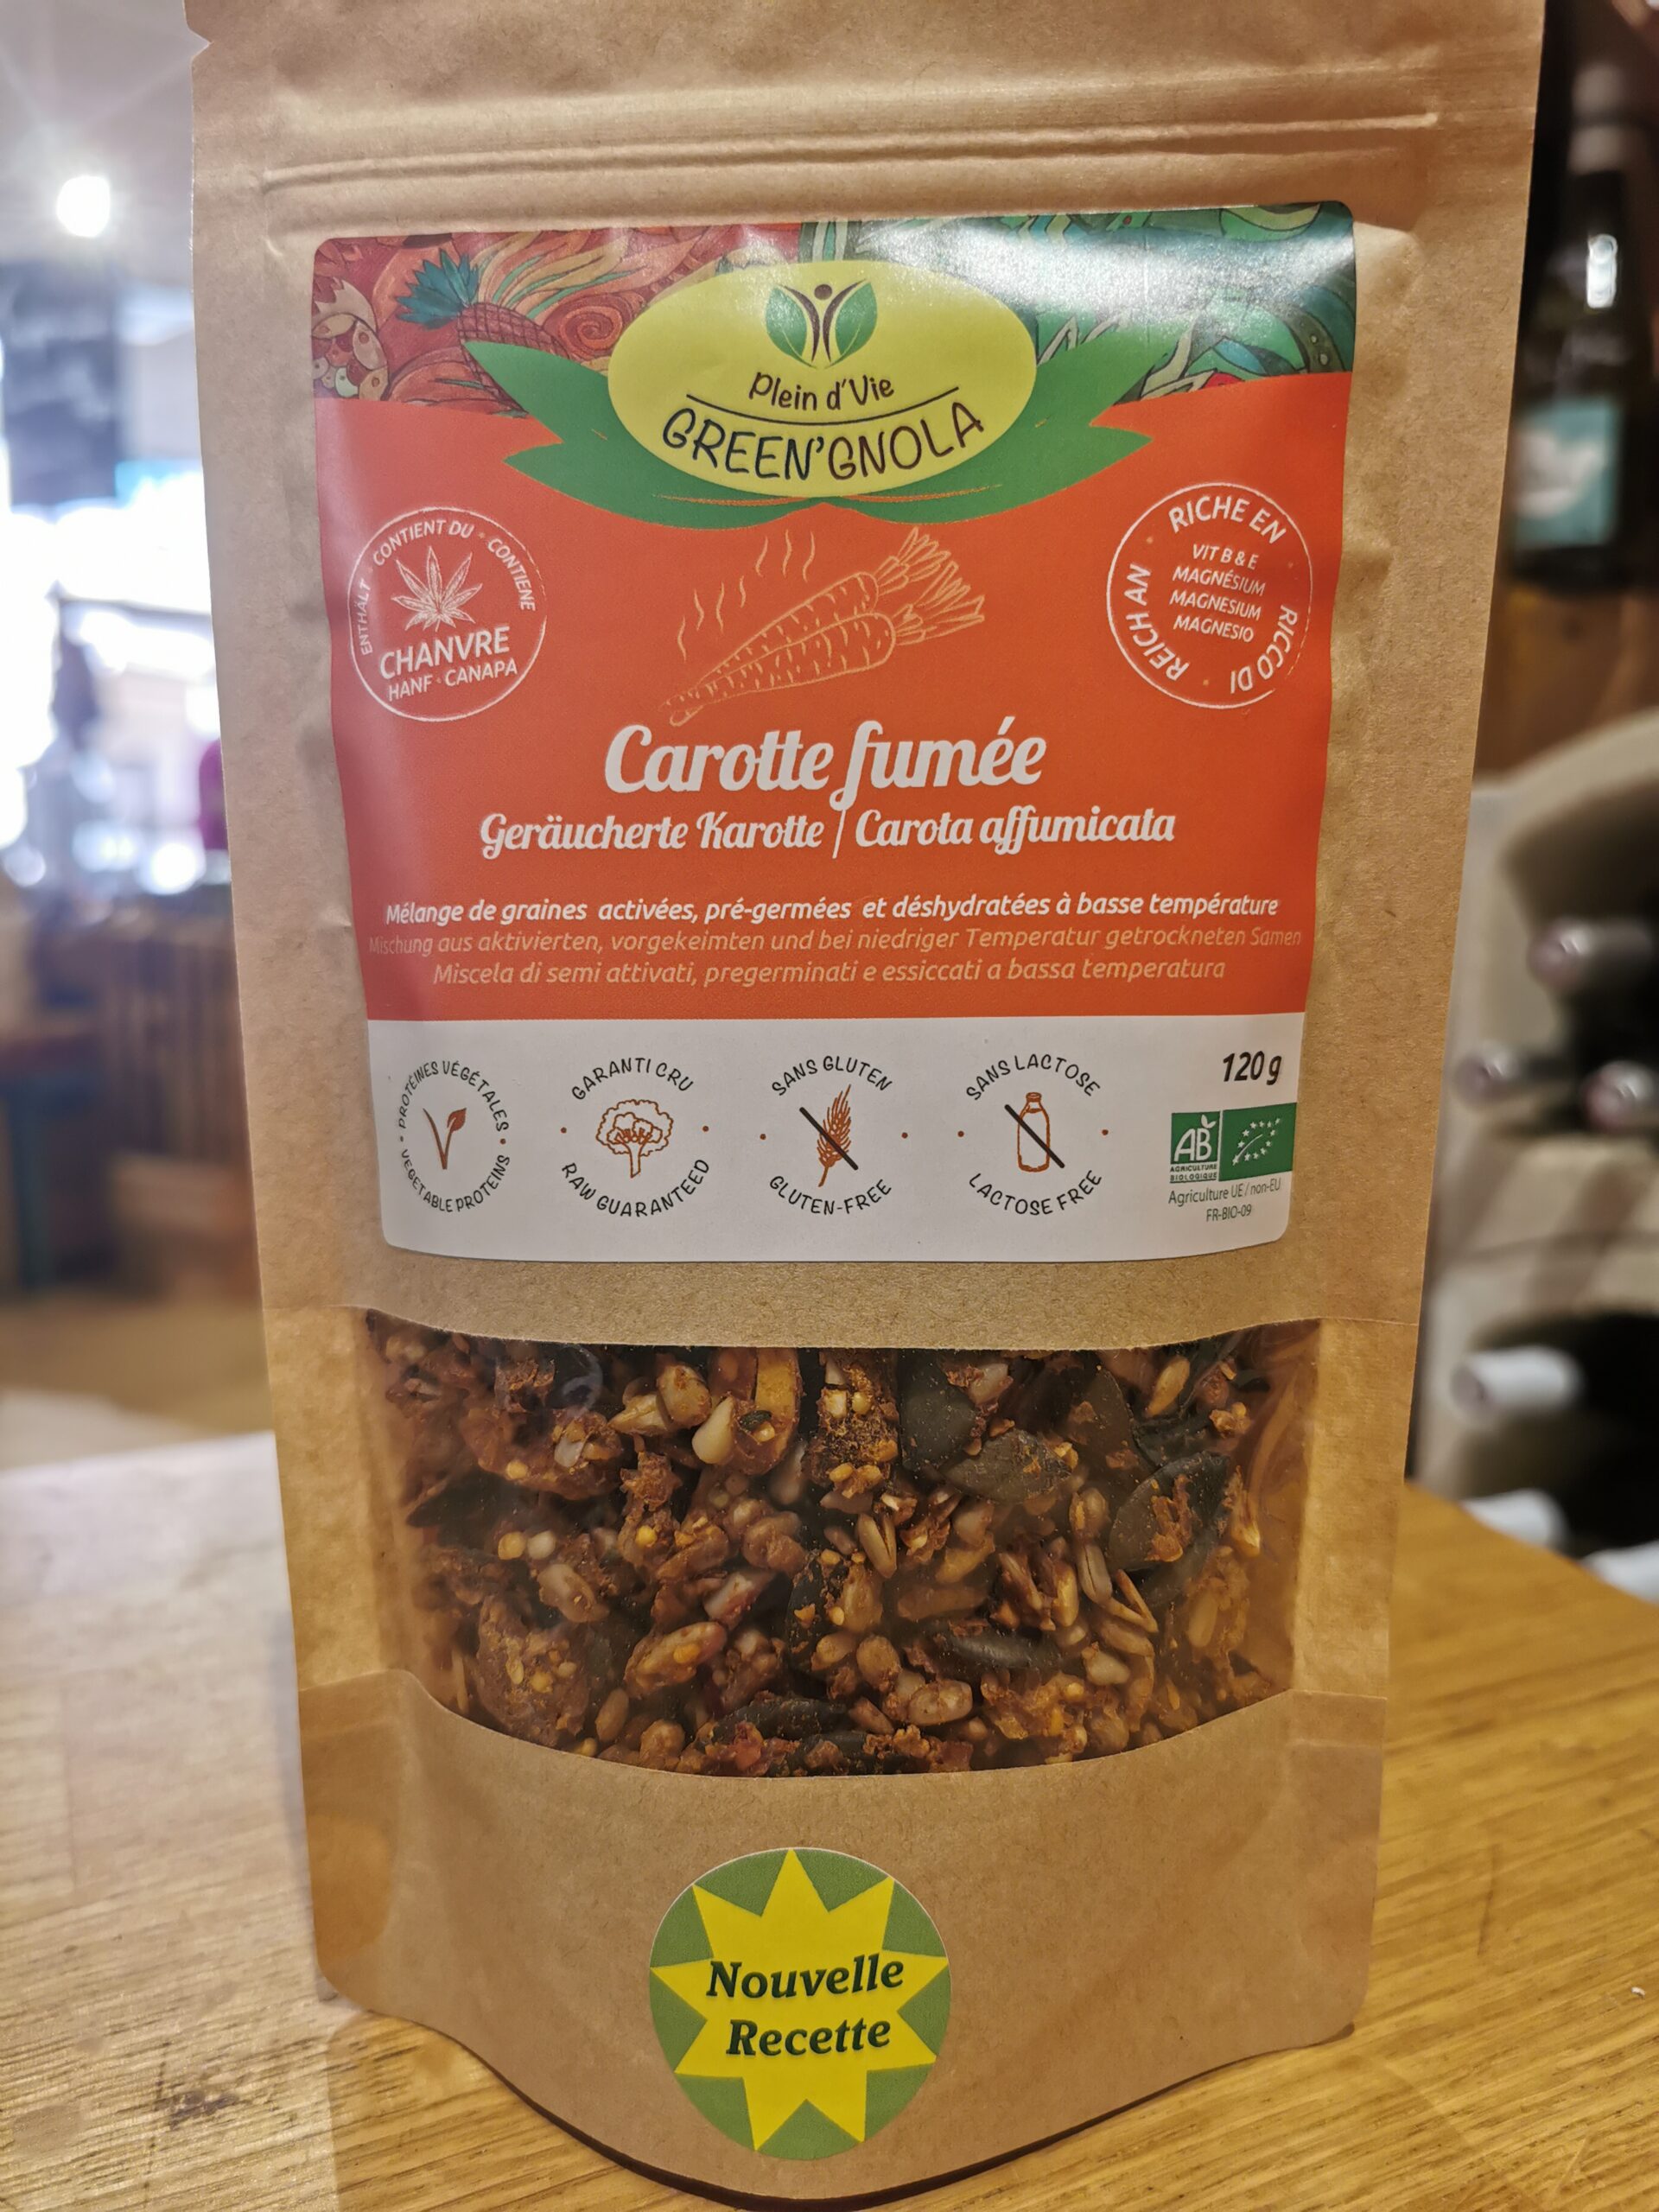 Plein d'Vie
GREEN'GNOLA
ENTHÄLT · CONTIENT DU · CONTIENE
CHANVRE
HANF · CANAPA
RICHE EN
VIT B & E
MAGNÉSIUM
MAGNESIUM
MAGNESIO
REICH AN
RICCO DI
Carotte fumée
Geräucherte Karotte | Carota affumicata
Mélange de graines activées, pré-germées et déshydratées à basse température
Mischung aus aktivierten, vorgekeimten und bei niedriger Temperatur getrockneten Samen
Miscela di semi attivati, pregerminati e essiccati a bassa temperatura
PROTÉINES VÉGÉTALES
VEGETABLE PROTEINS
GARANTI CRU
RAW GUARANTEED
SANS GLUTEN
GLUTEN-FREE
SANS LACTOSE
LACTOSE FREE
120 g
AB
AGRICULTURE
BIOLOGIQUE
Agriculture UE / non-EU
FR-BIO-09
Nouvelle
Recette